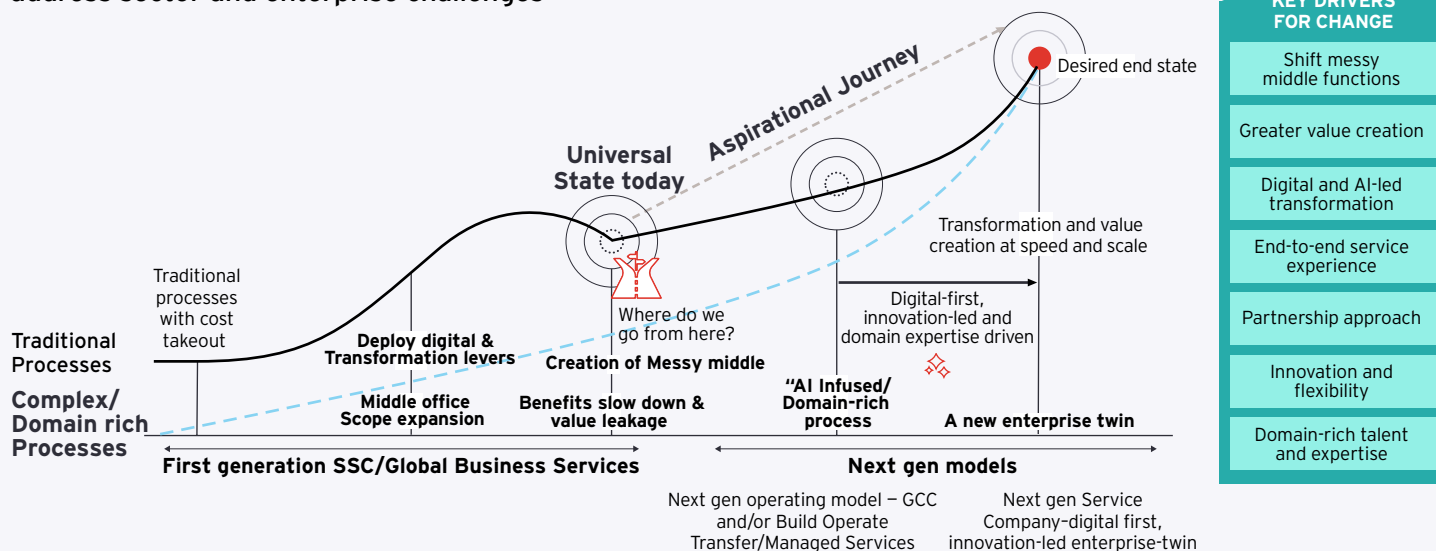 address sector and enterprise challenges
KEY DRIVERS
FOR CHANGE
Shift messy
middle functions
Greater value creation
Digital and AI-led
transformation
End-to-end service
experience
Partnership approach
Innovation and
flexibility
Domain-rich talent
and expertise
Aspirational Journey
Desired end state
Universal
State today
Transformation and value
creation at speed and scale
Traditional
processes
with cost
takeout
Digital-first,
innovation-led and
domain expertise driven
Where do we
go from here?
Traditional
Processes
Deploy digital &
Transformation levers
Creation of Messy middle
Complex/
Domain rich
Processes
Middle office
Scope expansion
Benefits slow down &
value leakage
“AI Infused/
Domain-rich
process
A new enterprise twin
First generation SSC/Global Business Services
Next gen models
Next gen operating model – GCC
and/or Build Operate
Transfer/Managed Services
Next gen Service
Company–digital first,
innovation-led enterprise-twin